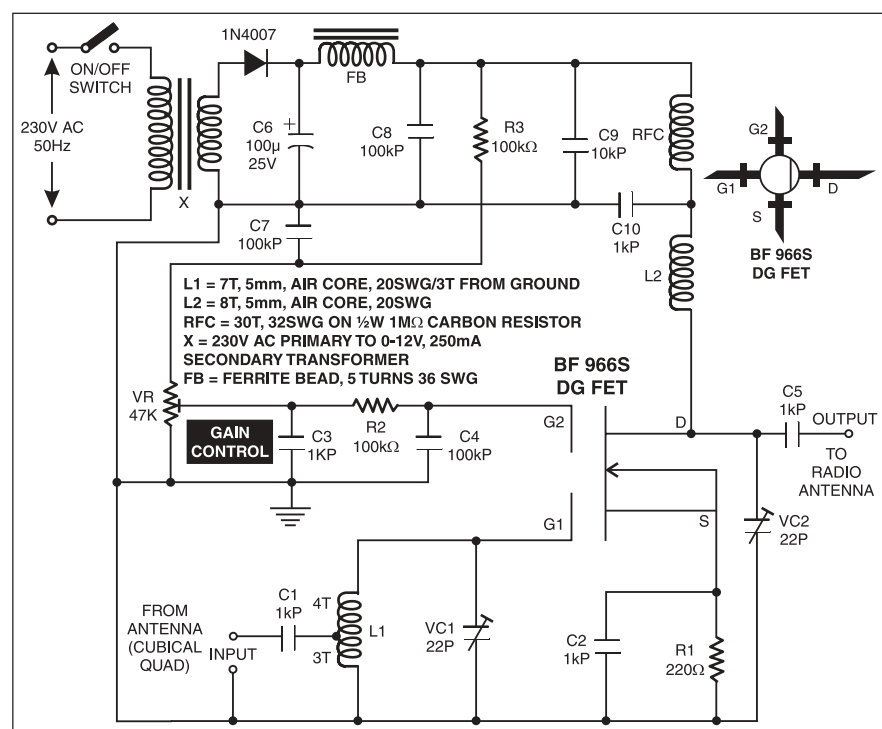 ON/OFF
SWITCH
230V AC
50Hz
X
1N4007
FB
C6
100µ
25V
+
C8
100kP
R3
100kΩ
C9
10kP
RFC
C7
100kP
C10
1kP
L2
G2
G1
D
S
BF 966S
DG FET
L1 = 7T, 5mm, AIR CORE, 20SWG/3T FROM GROUND
L2 = 8T, 5mm, AIR CORE, 20SWG
RFC = 30T, 32SWG ON ½W 1MΩ CARBON RESISTOR
X = 230V AC PRIMARY TO 0-12V, 250mA
SECONDARY TRANSFORMER
FB = FERRITE BEAD, 5 TURNS 36 SWG
BF 966S
DG FET
VR
47K
GAIN
CONTROL
C3
1KP
R2
100kΩ
C4
100kP
G2
G1
D
S
C5
1kP
OUTPUT
TO
RADIO
ANTENNA
VC2
22P
FROM
ANTENNA
(CUBICAL
QUAD)
INPUT
C1
1kP
4T
3T
L1
VC1
22P
C2
1kP
R1
220Ω